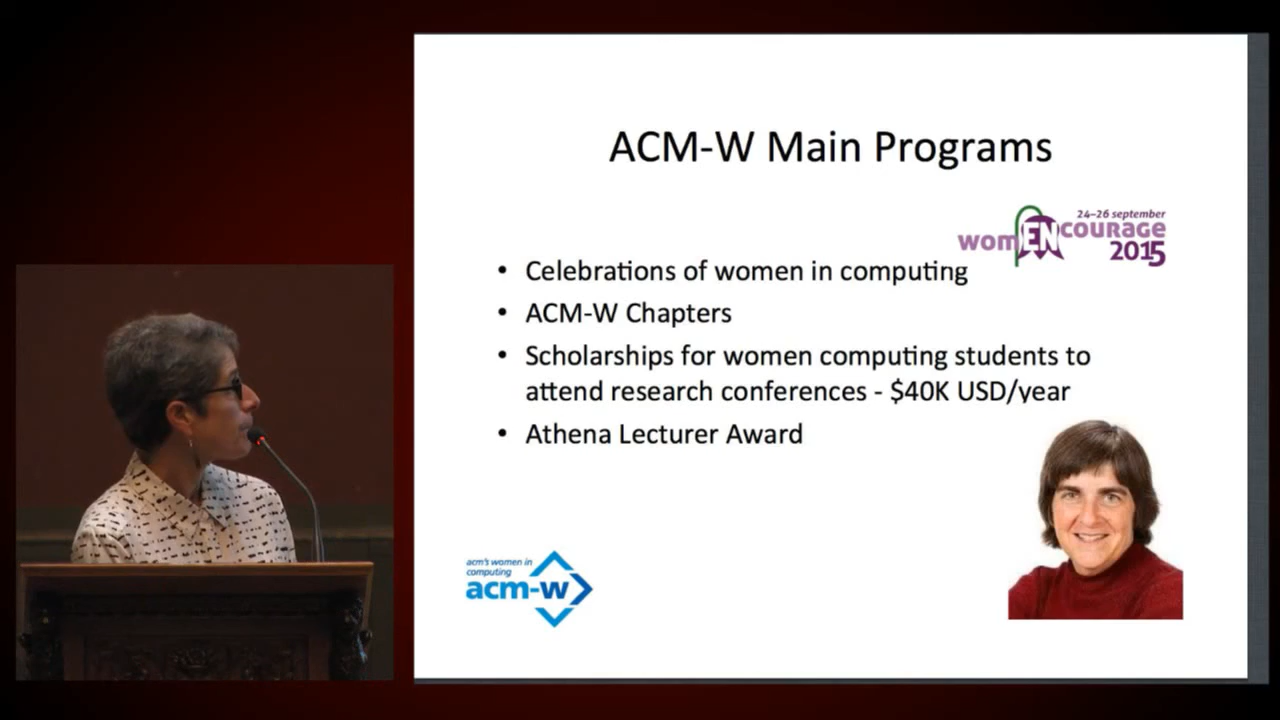 ACM-W Main Programs
24–26 september
womENcourage
2015
• Celebrations of women in computing
• ACM-W Chapters
• Scholarships for women computing students to
attend research conferences - $40K USD/year
• Athena Lecturer Award
acm's women in
computing
acm-w